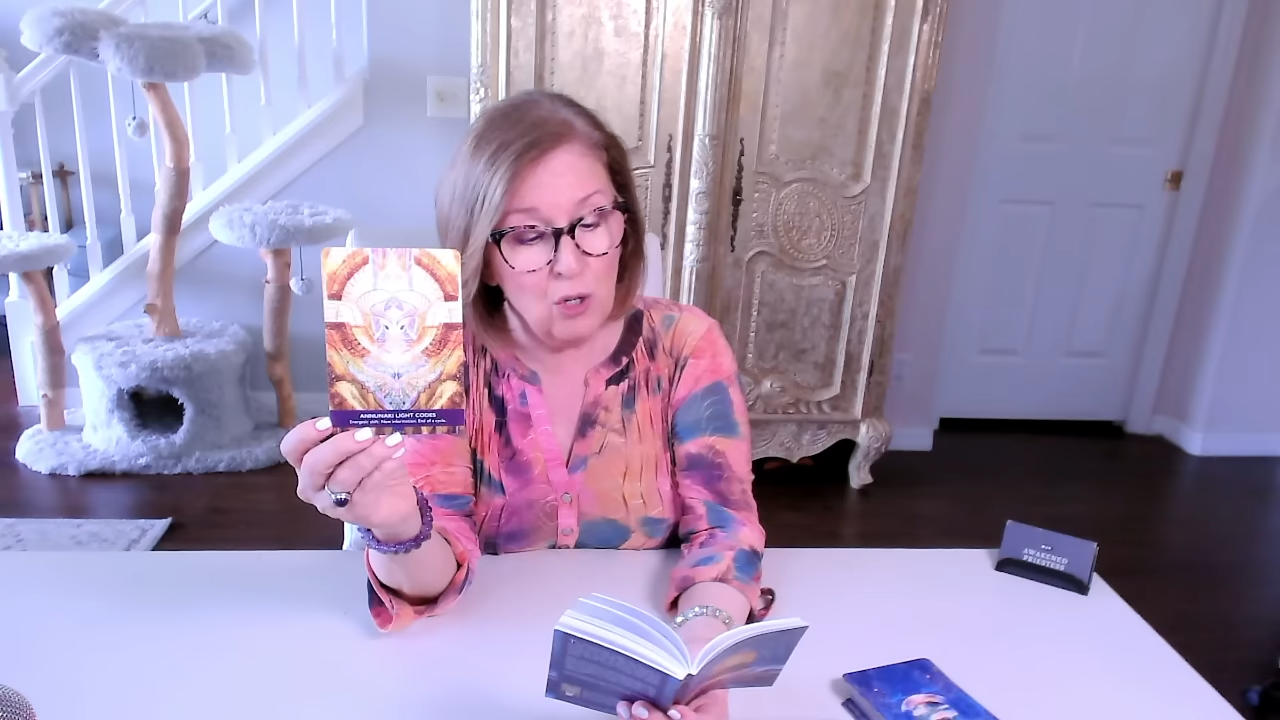 ANNUNAKI LIGHT CODES
Energetic shift. New information. End of a cycle.
AWAKENED
PRIESTESS